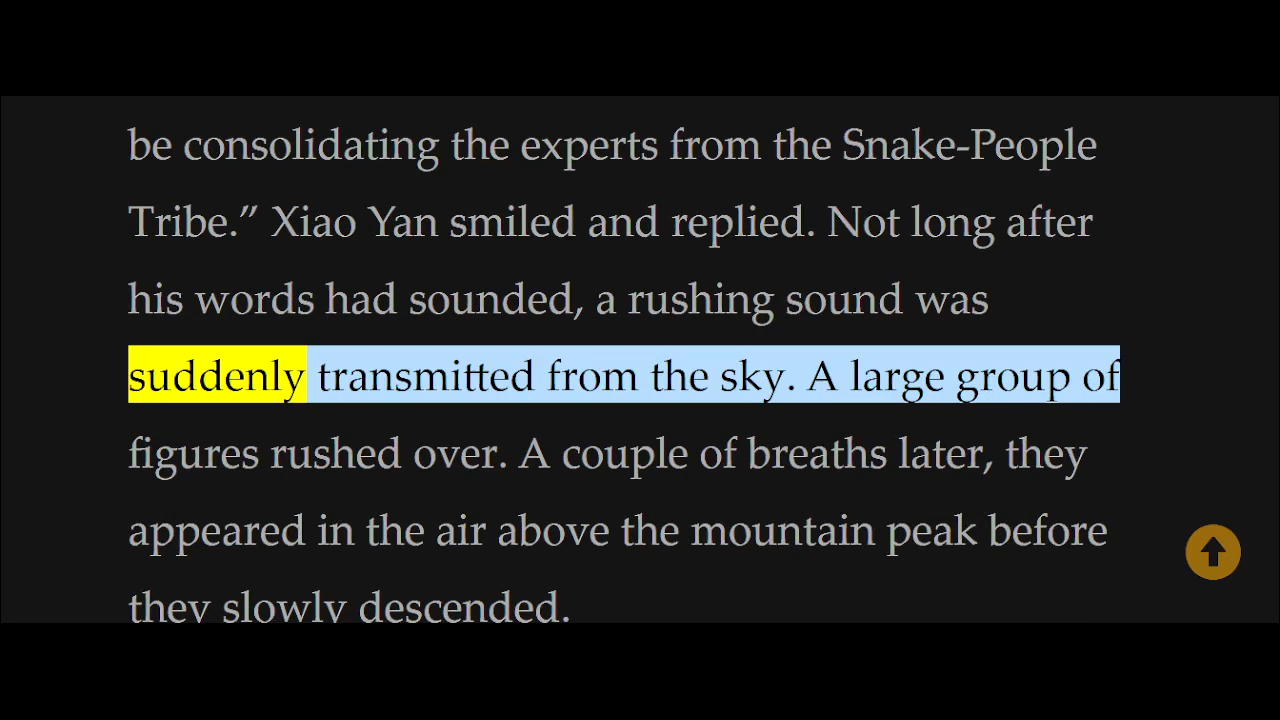 be consolidating the experts from the Snake-People
Tribe.” Xiao Yan smiled and replied. Not long after
his words had sounded, a rushing sound was
suddenly transmitted from the sky. A large group of
figures rushed over. A couple of breaths later, they
appeared in the air above the mountain peak before
they slowly descended.